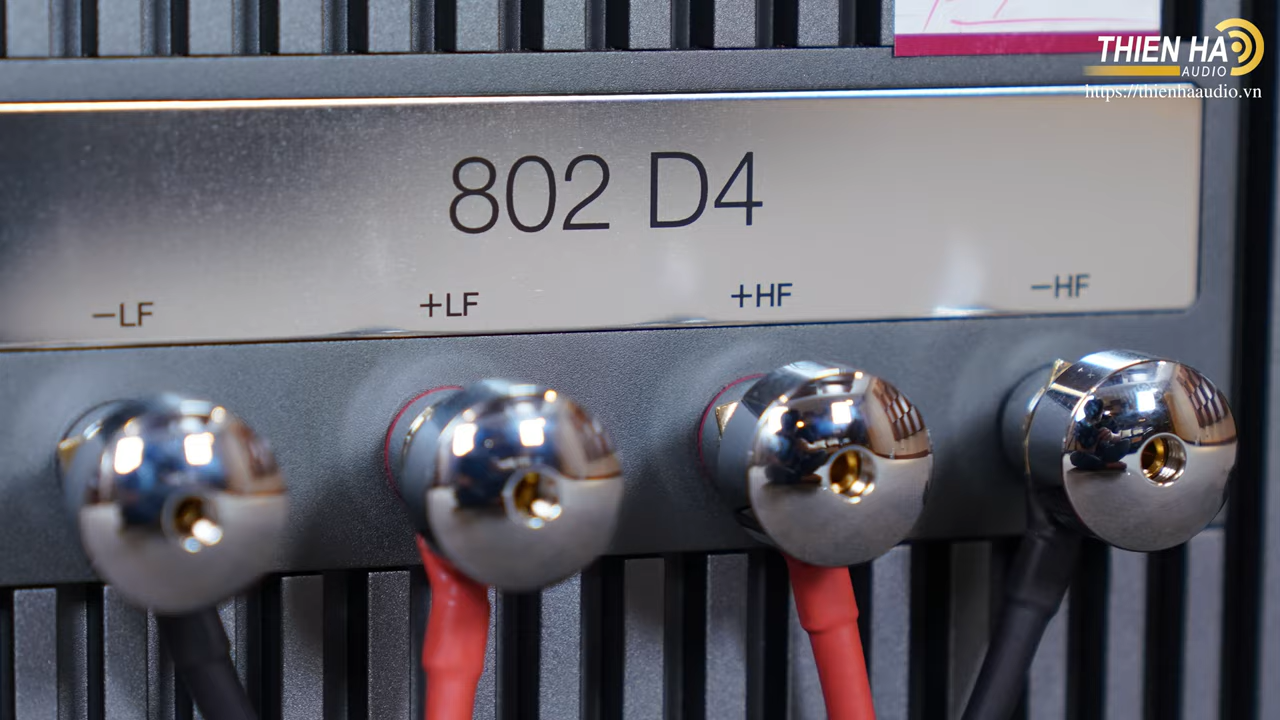 THIEN HA
AUDIO
https://thienhaaudio.vn
802 D4
−LF +LF +HF −HF